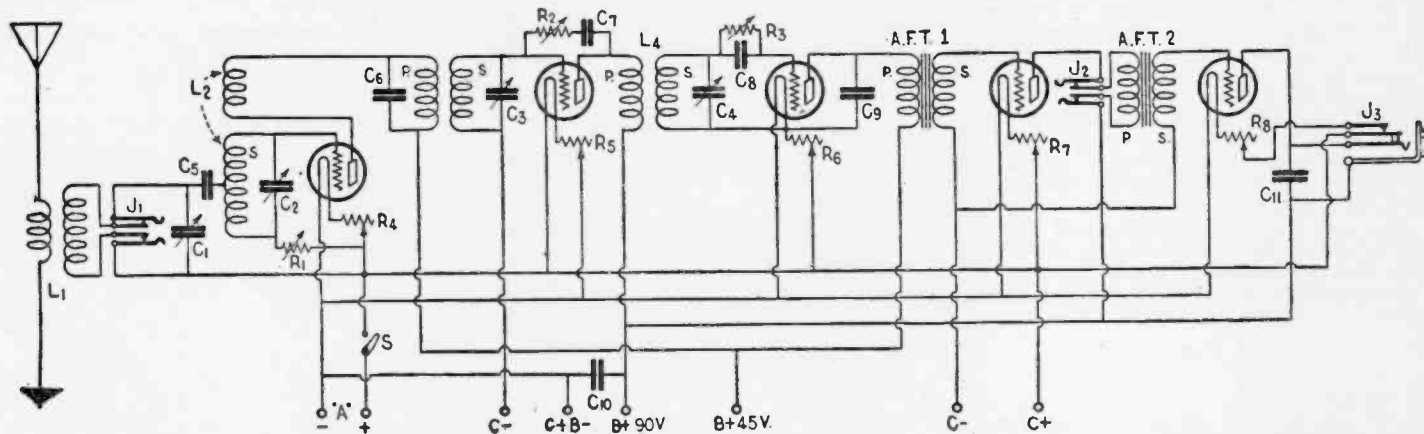 R2
C7
L4
R3
A.F.T. 1
A.F.T. 2
C6
P.
S.
C3
P.
S.
C4
C8
C9
P.
S.
J2
P
S.
L2
S
C5
C2
R4
R5
R6
R7
R8
J3
J1
C1
R1
L1
C11
S
C10
- "A" +
C-
C+B-
B+90V
B+45V.
C-
C+